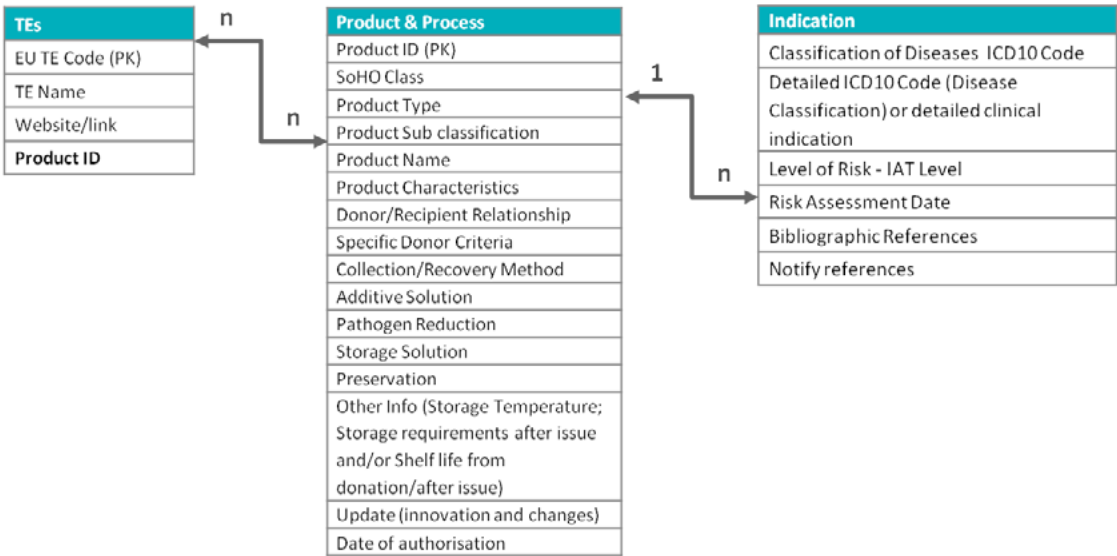 TEs
EU TE Code (PK)
TE Name
Website/link
Product ID
n
n
Product & Process
Product ID (PK)
SoHO Class
Product Type
Product Sub classification
Product Name
Product Characteristics
Donor/Recipient Relationship
Specific Donor Criteria
Collection/Recovery Method
Additive Solution
Pathogen Reduction
Storage Solution
Preservation
Other Info (Storage Temperature;
Storage requirements after issue
and/or Shelf life from
donation/after issue)
Update (innovation and changes)
Date of authorisation
1
n
Indication
Classification of Diseases ICD10 Code
Detailed ICD10 Code (Disease
Classification) or detailed clinical
indication
Level of Risk - IAT Level
Risk Assessment Date
Bibliographic References
Notify references